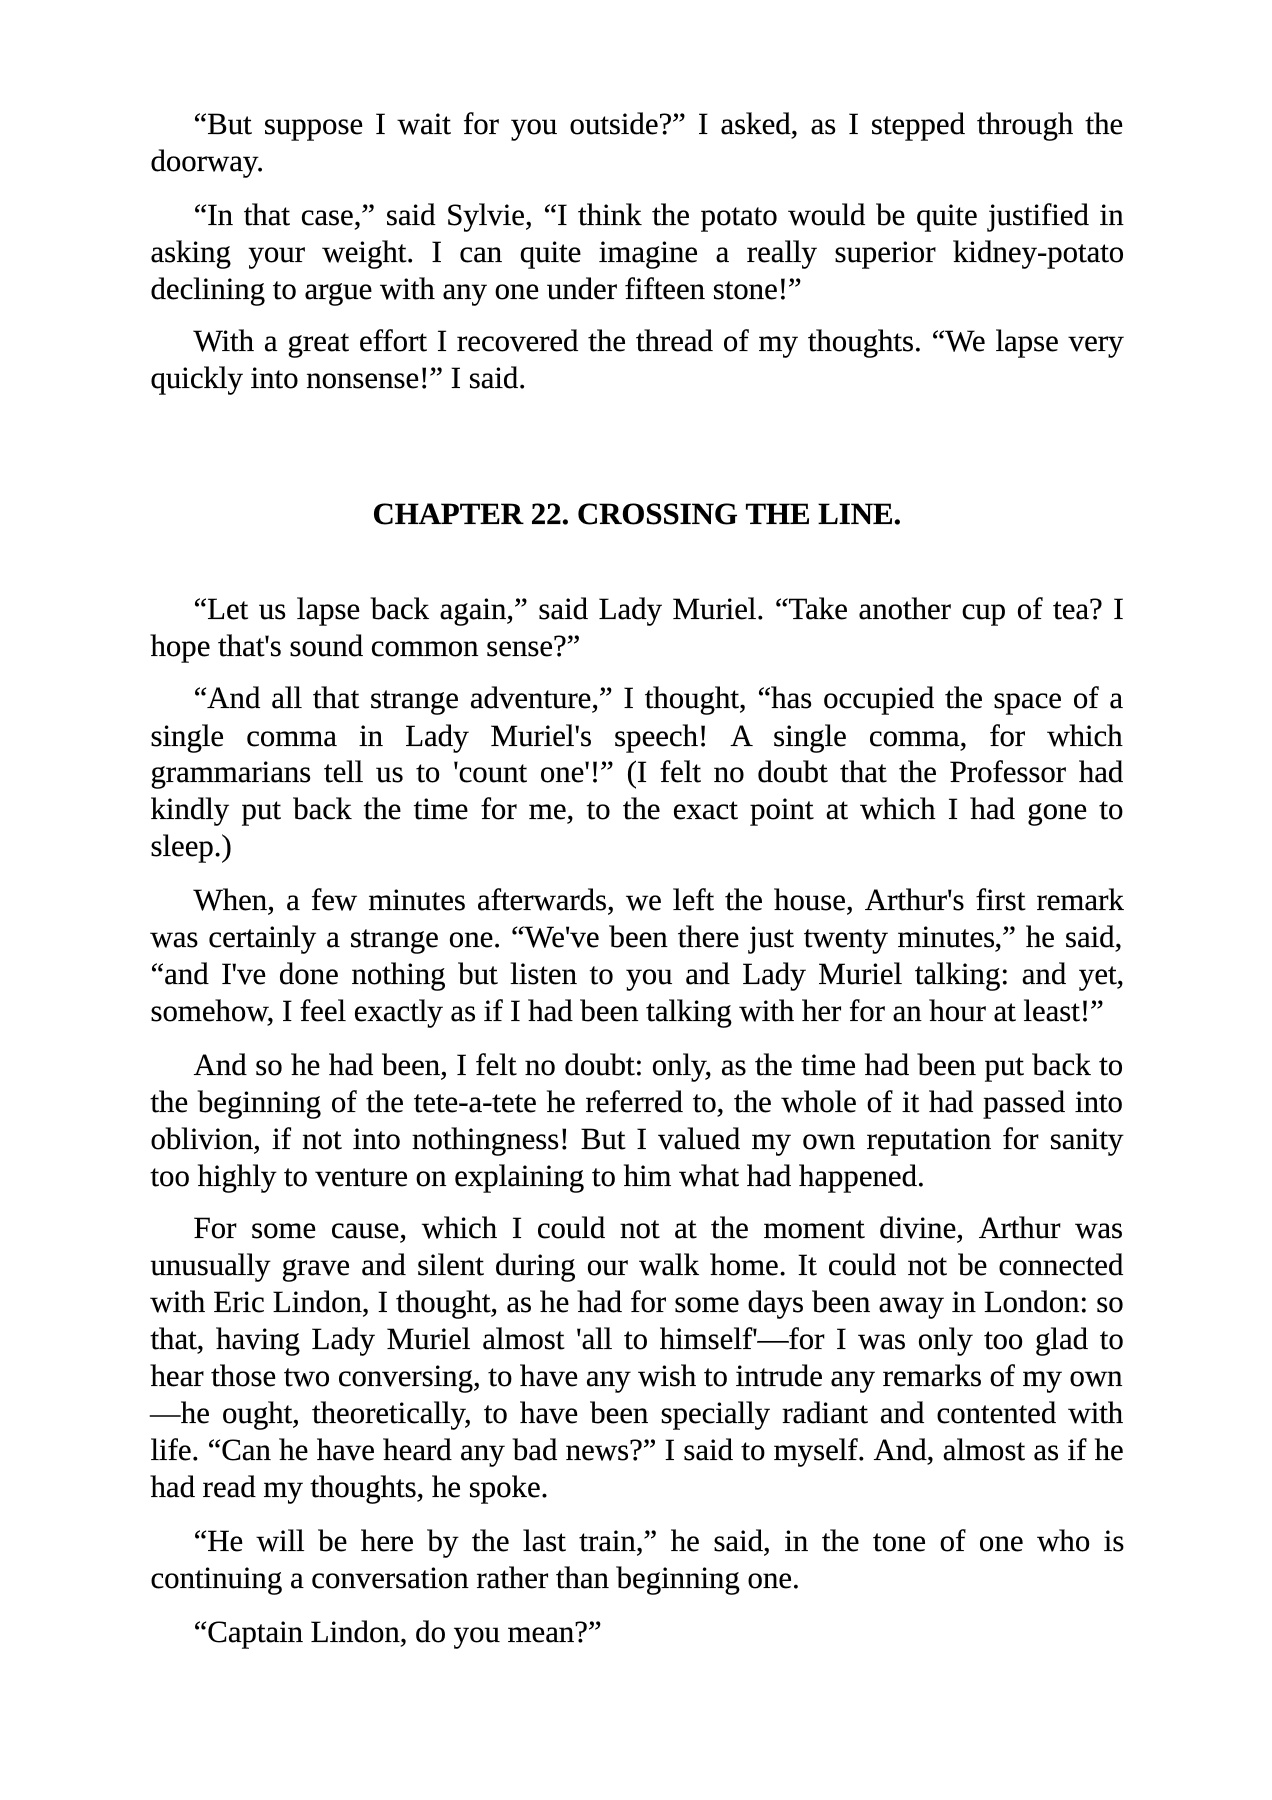 “But suppose I wait for you outside?” I asked, as I stepped through the
doorway.
“In that case,” said Sylvie, “I think the potato would be quite justified in
asking your weight. I can quite imagine a really superior kidney-potato
declining to argue with any one under fifteen stone!”
With a great effort I recovered the thread of my thoughts. “We lapse very
quickly into nonsense!” I said.
CHAPTER 22. CROSSING THE LINE.
“Let us lapse back again,” said Lady Muriel. “Take another cup of tea? I
hope that's sound common sense?”
“And all that strange adventure,” I thought, “has occupied the space of a
single comma in Lady Muriel's speech! A single comma, for which
grammarians tell us to 'count one'!” (I felt no doubt that the Professor had
kindly put back the time for me, to the exact point at which I had gone to
sleep.)
When, a few minutes afterwards, we left the house, Arthur's first remark
was certainly a strange one. “We've been there just twenty minutes,” he said,
“and I've done nothing but listen to you and Lady Muriel talking: and yet,
somehow, I feel exactly as if I had been talking with her for an hour at least!”
And so he had been, I felt no doubt: only, as the time had been put back to
the beginning of the tete-a-tete he referred to, the whole of it had passed into
oblivion, if not into nothingness! But I valued my own reputation for sanity
too highly to venture on explaining to him what had happened.
For some cause, which I could not at the moment divine, Arthur was
unusually grave and silent during our walk home. It could not be connected
with Eric Lindon, I thought, as he had for some days been away in London: so
that, having Lady Muriel almost 'all to himself'—for I was only too glad to
hear those two conversing, to have any wish to intrude any remarks of my own
—he ought, theoretically, to have been specially radiant and contented with
life. “Can he have heard any bad news?” I said to myself. And, almost as if he
had read my thoughts, he spoke.
“He will be here by the last train,” he said, in the tone of one who is
continuing a conversation rather than beginning one.
“Captain Lindon, do you mean?”